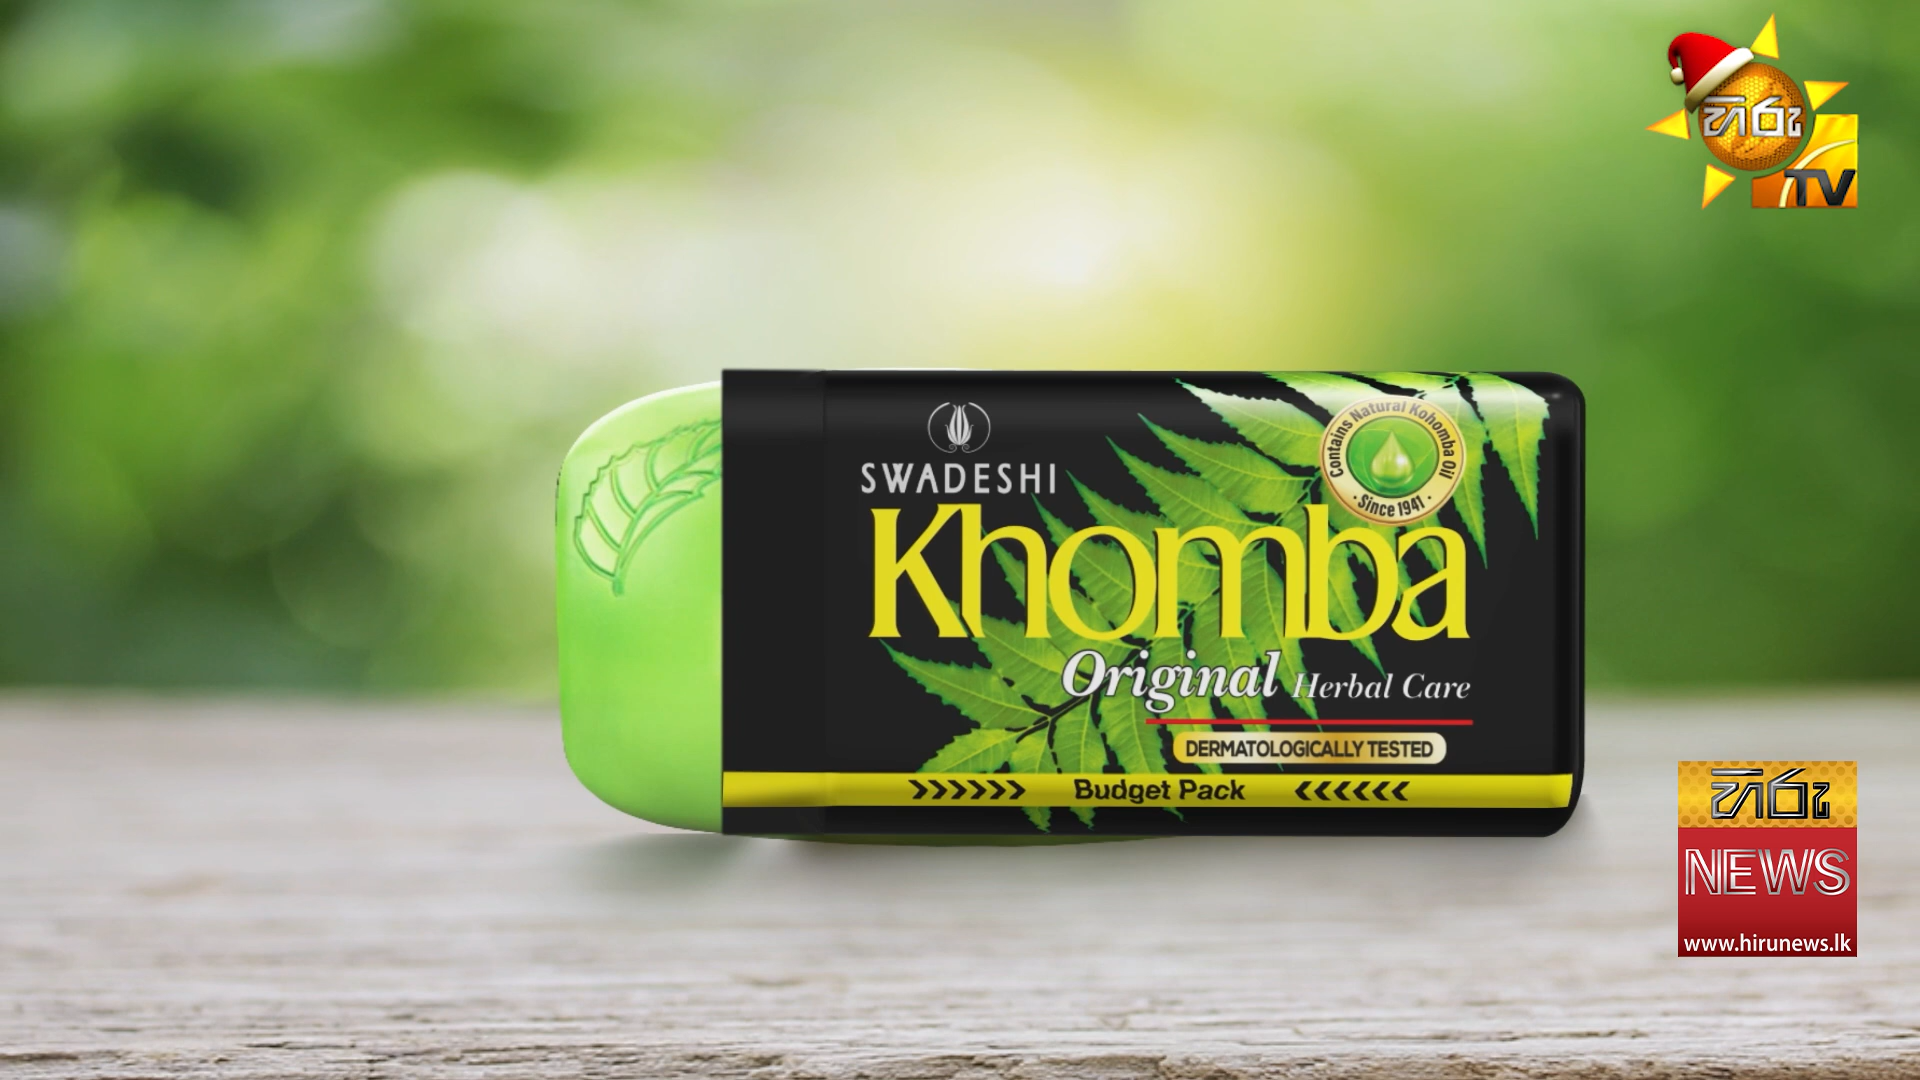 හිරු
TV
SWADESHI
Khomba
Original Herbal Care
DERMATOLOGICALLY TESTED
Budget Pack
Contains Natural Kohomba Oil
Since 1941
හිරු
NEWS
www.hirunews.lk